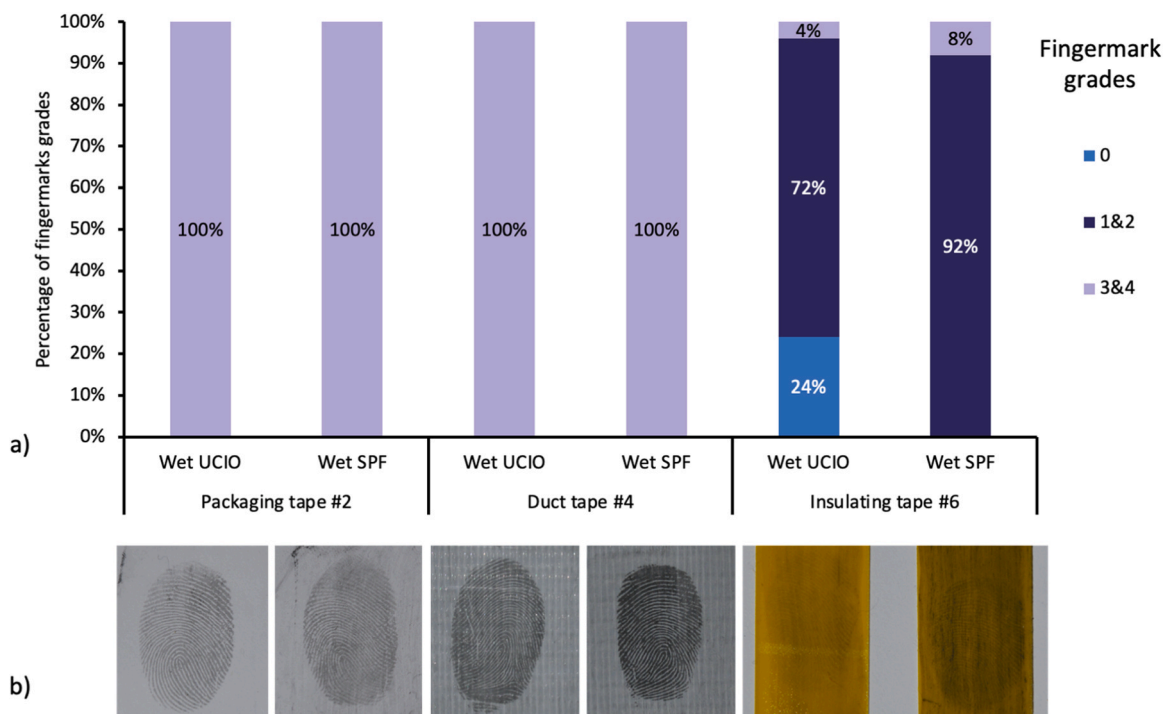 100%
90%
80%
70%
60%
50%
40%
30%
20%
10%
0%
Percentage of fingermarks grades
100%
100%
100%
100%
4%
72%
24%
8%
92%
Fingermark
grades
0
1&2
3&4
a)
Wet UCIO
Wet SPF
Wet UCIO
Wet SPF
Wet UCIO
Wet SPF
Packaging tape #2
Duct tape #4
Insulating tape #6
b)